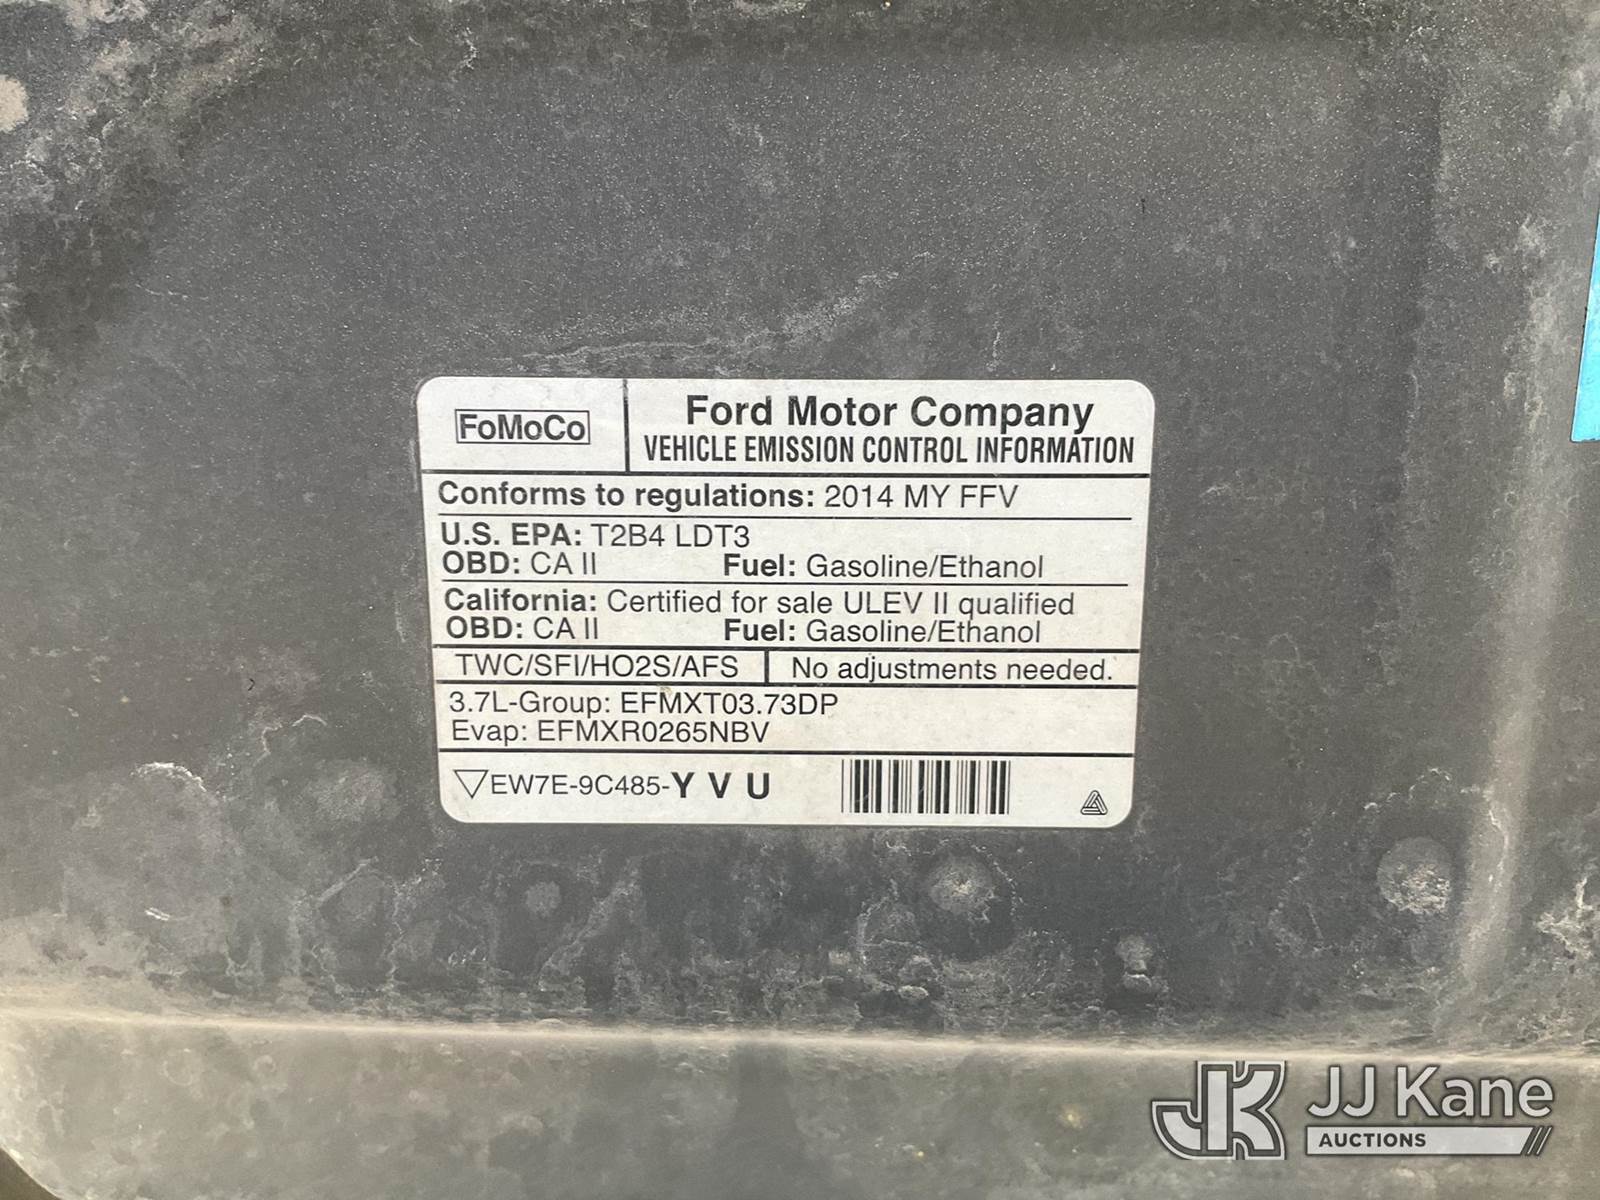 FoMoCo
Ford Motor Company
VEHICLE EMISSION CONTROL INFORMATION
Conforms to regulations: 2014 MY FFV
U.S. EPA: T2B4 LDT3
OBD: CA II Fuel: Gasoline/Ethanol
California: Certified for sale ULEV II qualified
OBD: CA II Fuel: Gasoline/Ethanol
TWC/SFI/HO2S/AFS No adjustments needed.
3.7L-Group: EFMXT03.73DP
Evap: EFMXR0265NBV
EW7E-9C485-Y V U
JK JJ Kane
AUCTIONS